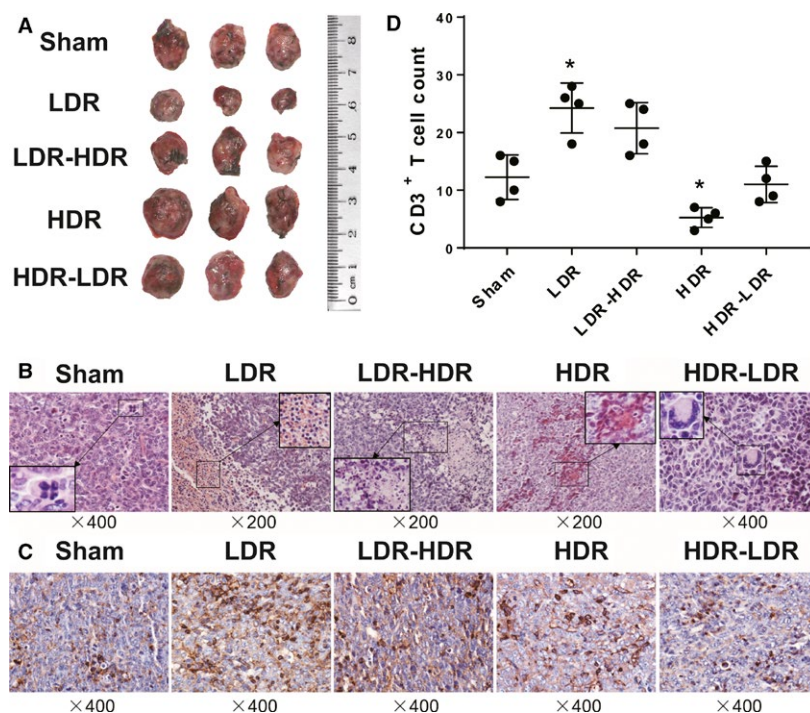 A
Sham
LDR
LDR-HDR
HDR
HDR-LDR
8
7
6
5
4
3
2
1
0 cm
D
CD3 + T cell count
40
30
20
10
0
*
*
Sham
LDR
LDR-HDR
HDR
HDR-LDR
B
Sham
LDR
LDR-HDR
HDR
HDR-LDR
×400
×200
×200
×200
×400
C
Sham
LDR
LDR-HDR
HDR
HDR-LDR
×400
×400
×400
×400
×400